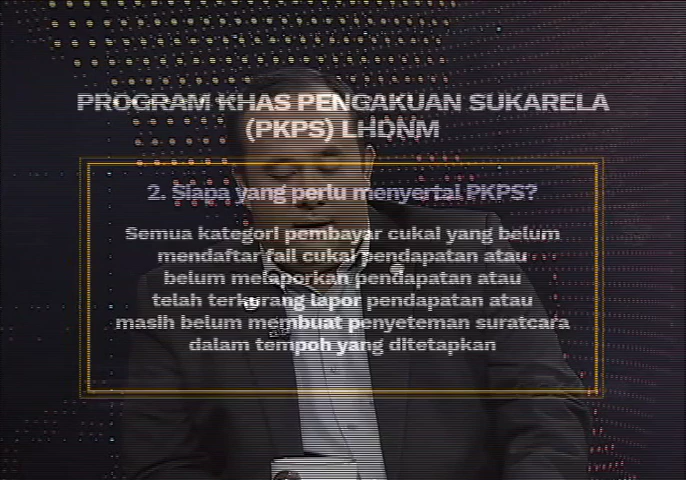 PROGRAM KHAS PENGAKUAN SUKARELA
(PKPS) LHDNM
2. Siapa yang perlu menyertai PKPS?
Semua kategori pembayar cukai yang belum
mendaftar fail cukai pendapatan atau
belum melaporkan pendapatan atau
telah terkurang lapor pendapatan atau
masih belum membuat penyeteman suratcara
dalam tempoh yang ditetapkan